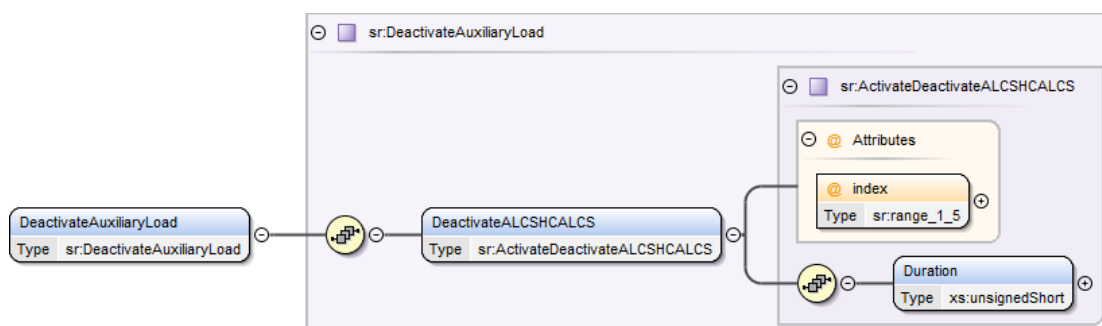 sr:DeactivateAuxiliaryLoad
sr:ActivateDeactivateALCSHCALCS
@ Attributes
@ index
Type sr:range_1_5
DeactivateAuxiliaryLoad
Type sr:DeactivateAuxiliaryLoad
DeactivateALCSHCALCS
Type sr:ActivateDeactivateALCSHCALCS
Duration
Type xs:unsignedShort